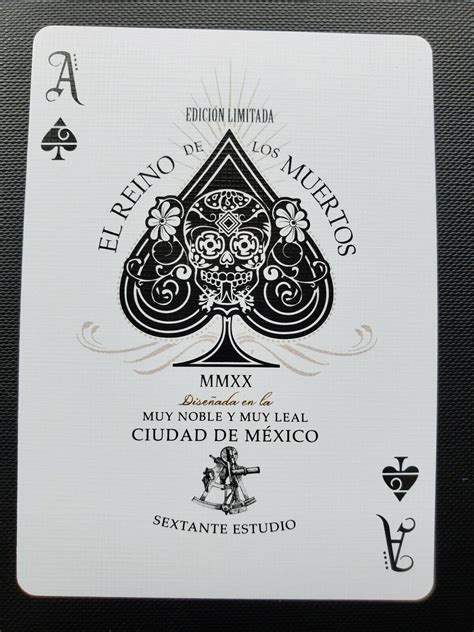 A
EDICIÓN LIMITADA
EL REINO DE LOS MUERTOS
MMXX
Diseñada en la
MUY NOBLE Y MUY LEAL
CIUDAD DE MÉXICO
SEXTANTE ESTUDIO
A